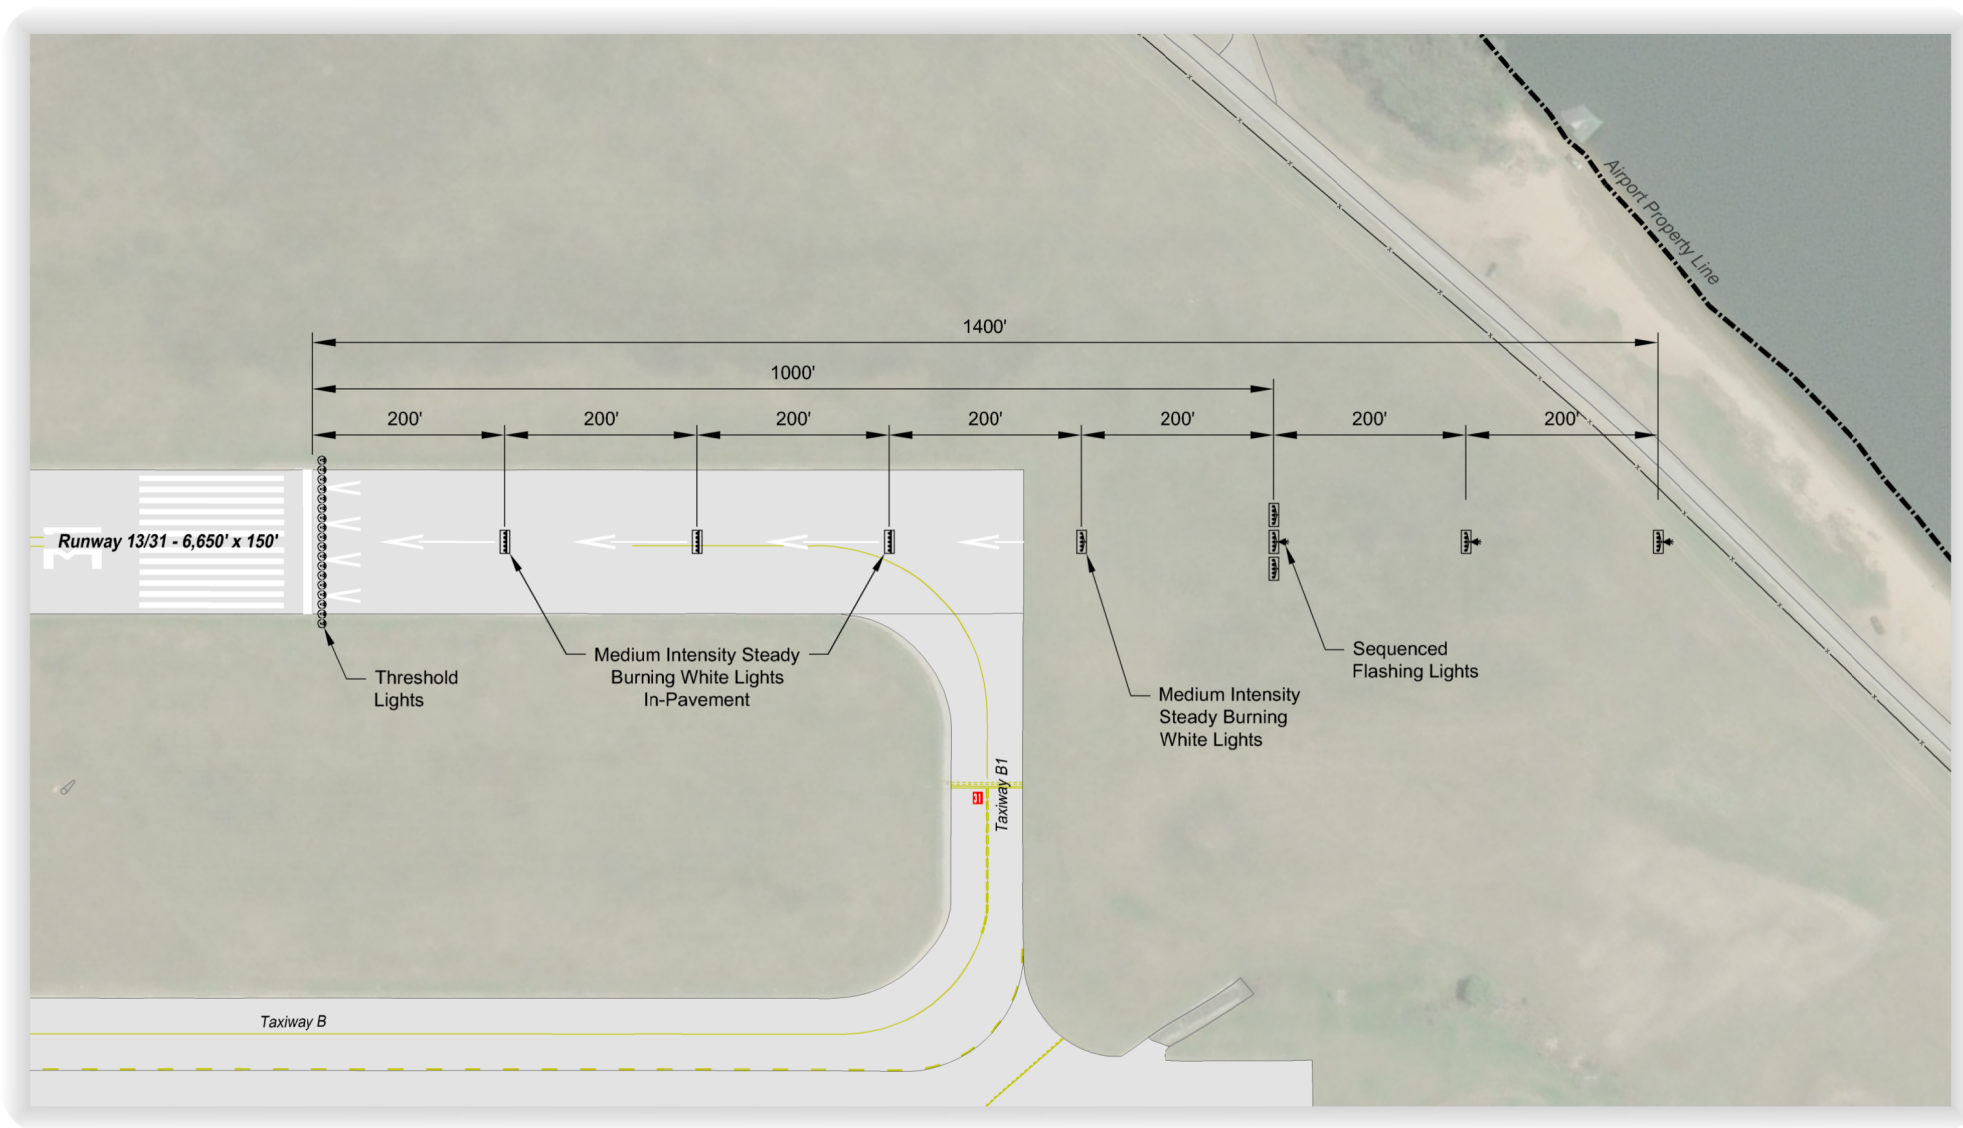 Airport Property Line
1400'
1000'
200'
200'
200'
200'
200'
200'
200'
Runway 13/31 - 6,650' x 150'
Threshold
Lights
Medium Intensity Steady
Burning White Lights
In-Pavement
Medium Intensity
Steady Burning
White Lights
Sequenced
Flashing Lights
Taxiway B1
Taxiway B